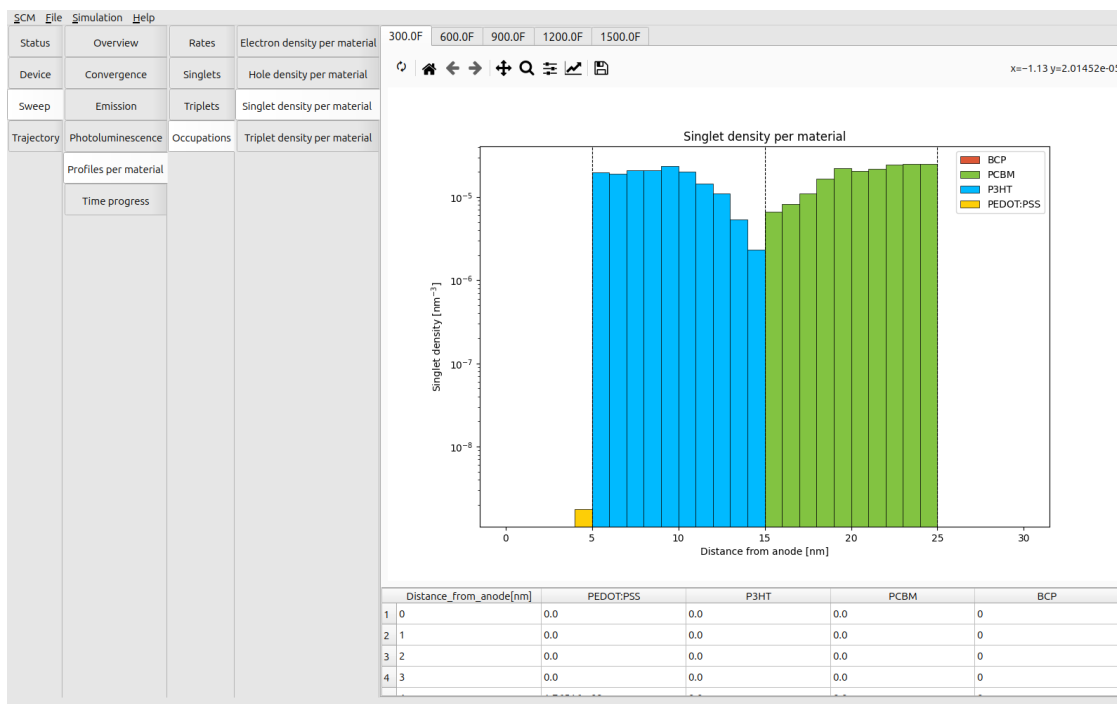 SCM File Simulation Help
Status
Device
Sweep
Trajectory
Overview
Convergence
Emission
Photoluminescence
Profiles per material
Time progress
Rates
Singlets
Triplets
Occupations
Electron density per material
Hole density per material
Singlet density per material
Triplet density per material
300.0F 600.0F 900.0F 1200.0F 1500.0F
x=−1.13 y=2.01452e-05
Singlet density per material
BCP
PCBM
P3HT
PEDOT:PSS
Singlet density [nm⁻³]
10⁻⁵
10⁻⁶
10⁻⁷
10⁻⁸
0 5 10 15 20 25 30
Distance from anode [nm]
Distance_from_anode[nm] PEDOT:PSS P3HT PCBM BCP
1 0 0.0 0.0 0.0 0
2 1 0.0 0.0 0.0 0
3 2 0.0 0.0 0.0 0
4 3 0.0 0.0 0.0 0